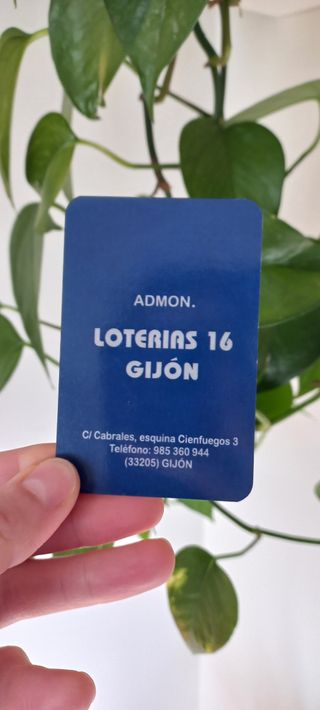 ADMON.
LOTERIAS 16
GIJÓN
C/ Cabrales, esquina Cienfuegos 3
Teléfono: 985 360 944
(33205) GIJÓN